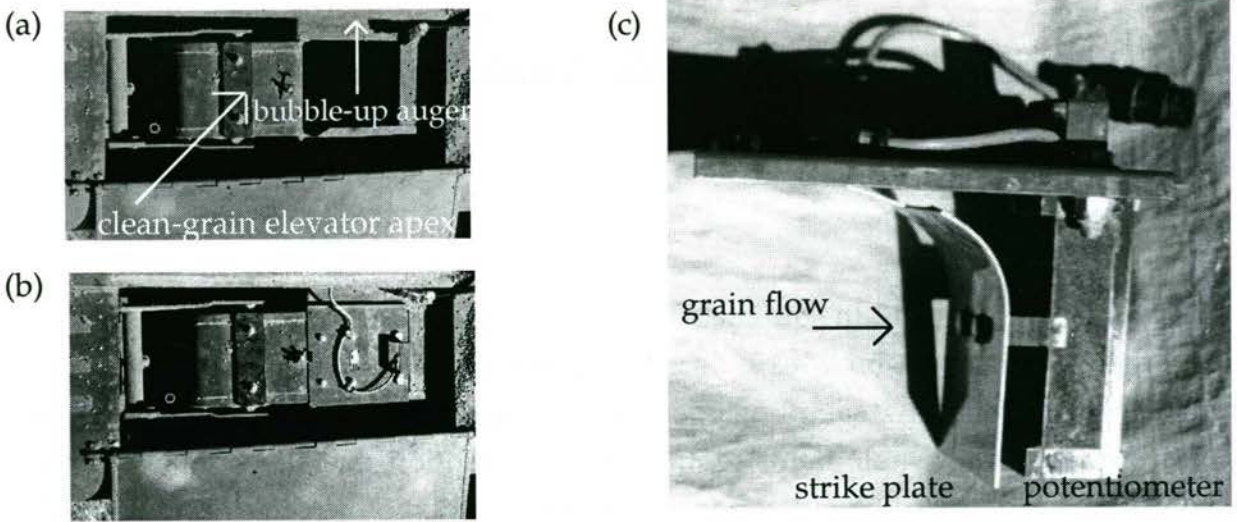 (a)
bubble-up auger
clean-grain elevator apex
(b)
(c)
grain flow
strike plate
potentiometer